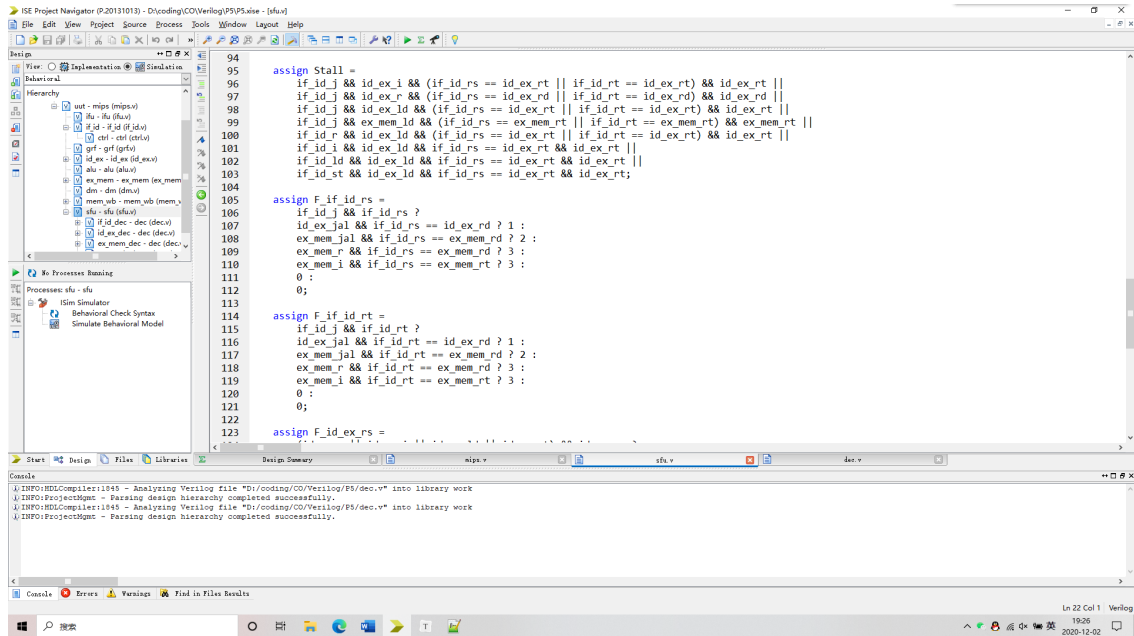 ISE Project Navigator (P.20131013) - D:\coding\CO\Verilog\P5\P5.xise - [sfu.v]
File Edit View Project Source Process Tools Window Layout Help
Design
View: Implementation Simulation
Behavioral
Hierarchy
uut - mips (mips.v)
ifu - ifu (ifu.v)
if_id - if_id (if_id.v)
ctrl - ctrl (ctrl.v)
grf - grf (grf.v)
id_ex - id_ex (id_ex.v)
alu - alu (alu.v)
ex_mem - ex_mem (ex_mem
dm - dm (dm.v)
mem_wb - mem_wb (mem_v
sfu - sfu (sfu.v)
if_id_dec - dec (dec.v)
id_ex_dec - dec (dec.v)
ex_mem_dec - dec (dec.v
No Processes Running
Processes: sfu - sfu
ISim Simulator
Behavioral Check Syntax
Simulate Behavioral Model
Start Design Files Libraries
94
95 assign Stall =
96 if_id_j && id_ex_i && (if_id_rs == id_ex_rt || if_id_rt == id_ex_rt) && id_ex_rt ||
97 if_id_j && id_ex_r && (if_id_rs == id_ex_rd || if_id_rt == id_ex_rd) && id_ex_rd ||
98 if_id_j && id_ex_ld && (if_id_rs == id_ex_rt || if_id_rt == id_ex_rt) && id_ex_rt ||
99 if_id_j && ex_mem_ld && (if_id_rs == ex_mem_rt || if_id_rt == ex_mem_rt) && ex_mem_rt ||
100 if_id_r && id_ex_ld && (if_id_rs == id_ex_rt || if_id_rt == id_ex_rt) && id_ex_rt ||
101 if_id_i && id_ex_ld && if_id_rs == id_ex_rt && id_ex_rt ||
102 if_id_ld && id_ex_ld && if_id_rs == id_ex_rt && id_ex_rt ||
103 if_id_st && id_ex_ld && if_id_rs == id_ex_rt && id_ex_rt;
104
105 assign F_if_id_rs =
106 if_id_j && if_id_rs ?
107 id_ex_jal && if_id_rs == id_ex_rd ? 1 :
108 ex_mem_jal && if_id_rs == ex_mem_rd ? 2 :
109 ex_mem_r && if_id_rs == ex_mem_rd ? 3 :
110 ex_mem_i && if_id_rs == ex_mem_rt ? 3 :
111 0 :
112 0;
113
114 assign F_if_id_rt =
115 if_id_j && if_id_rt ?
116 id_ex_jal && if_id_rt == id_ex_rd ? 1 :
117 ex_mem_jal && if_id_rt == ex_mem_rd ? 2 :
118 ex_mem_r && if_id_rt == ex_mem_rd ? 3 :
119 ex_mem_i && if_id_rt == ex_mem_rt ? 3 :
120 0 :
121 0;
122
123 assign F_id_ex_rs =
Design Summary mips.v sfu.v dec.v
Console
INFO:HDLCompiler:1845 - Analyzing Verilog file "D:/coding/CO/Verilog/P5/dec.v" into library work
INFO:ProjectMgmt - Parsing design hierarchy completed successfully.
INFO:HDLCompiler:1845 - Analyzing Verilog file "D:/coding/CO/Verilog/P5/dec.v" into library work
INFO:ProjectMgmt - Parsing design hierarchy completed successfully.
Console Errors Warnings Find in Files Results
Ln 22 Col 1 Verilog
搜索
英
19:26
2020-12-02